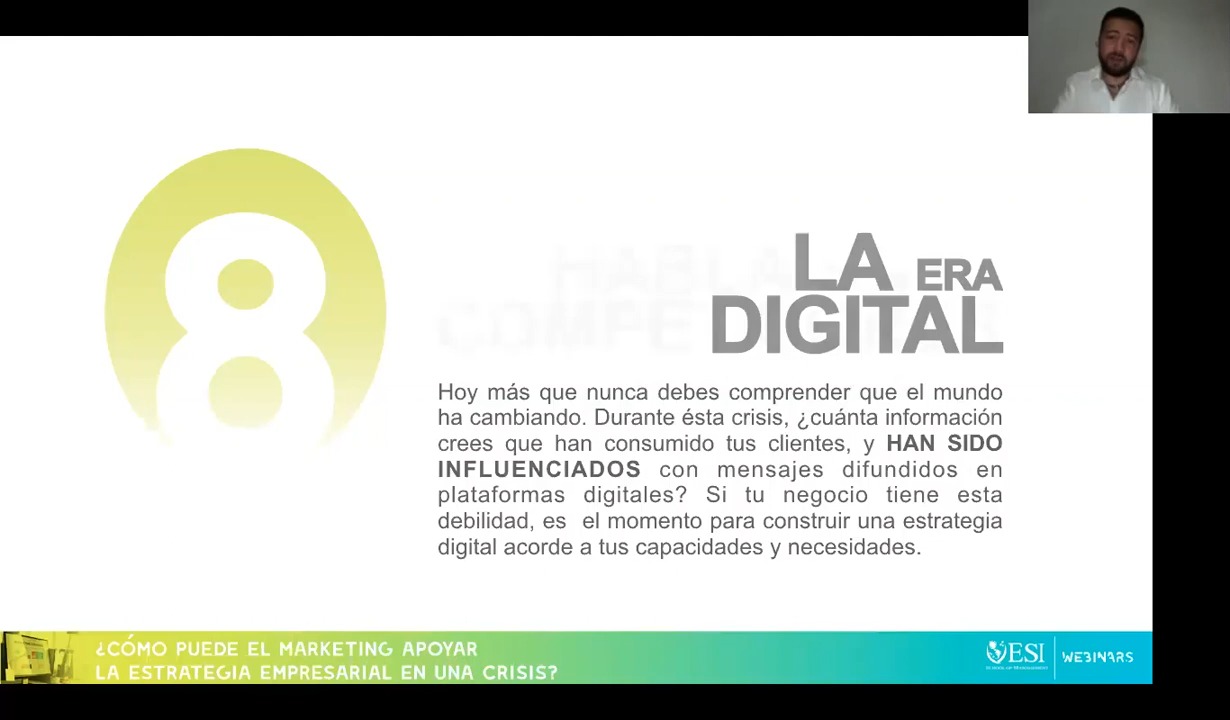 8
LA ERA
DIGITAL
Hoy más que nunca debes comprender que el mundo
ha cambiando. Durante ésta crisis, ¿cuánta información
crees que han consumido tus clientes, y HAN SIDO
INFLUENCIADOS con mensajes difundidos en
plataformas digitales? Si tu negocio tiene esta
debilidad, es el momento para construir una estrategia
digital acorde a tus capacidades y necesidades.
¿CÓMO PUEDE EL MARKETING APOYAR
LA ESTRATEGIA EMPRESARIAL EN UNA CRISIS?
ESI
SCHOOL OF MANAGEMENT
WEBINARS